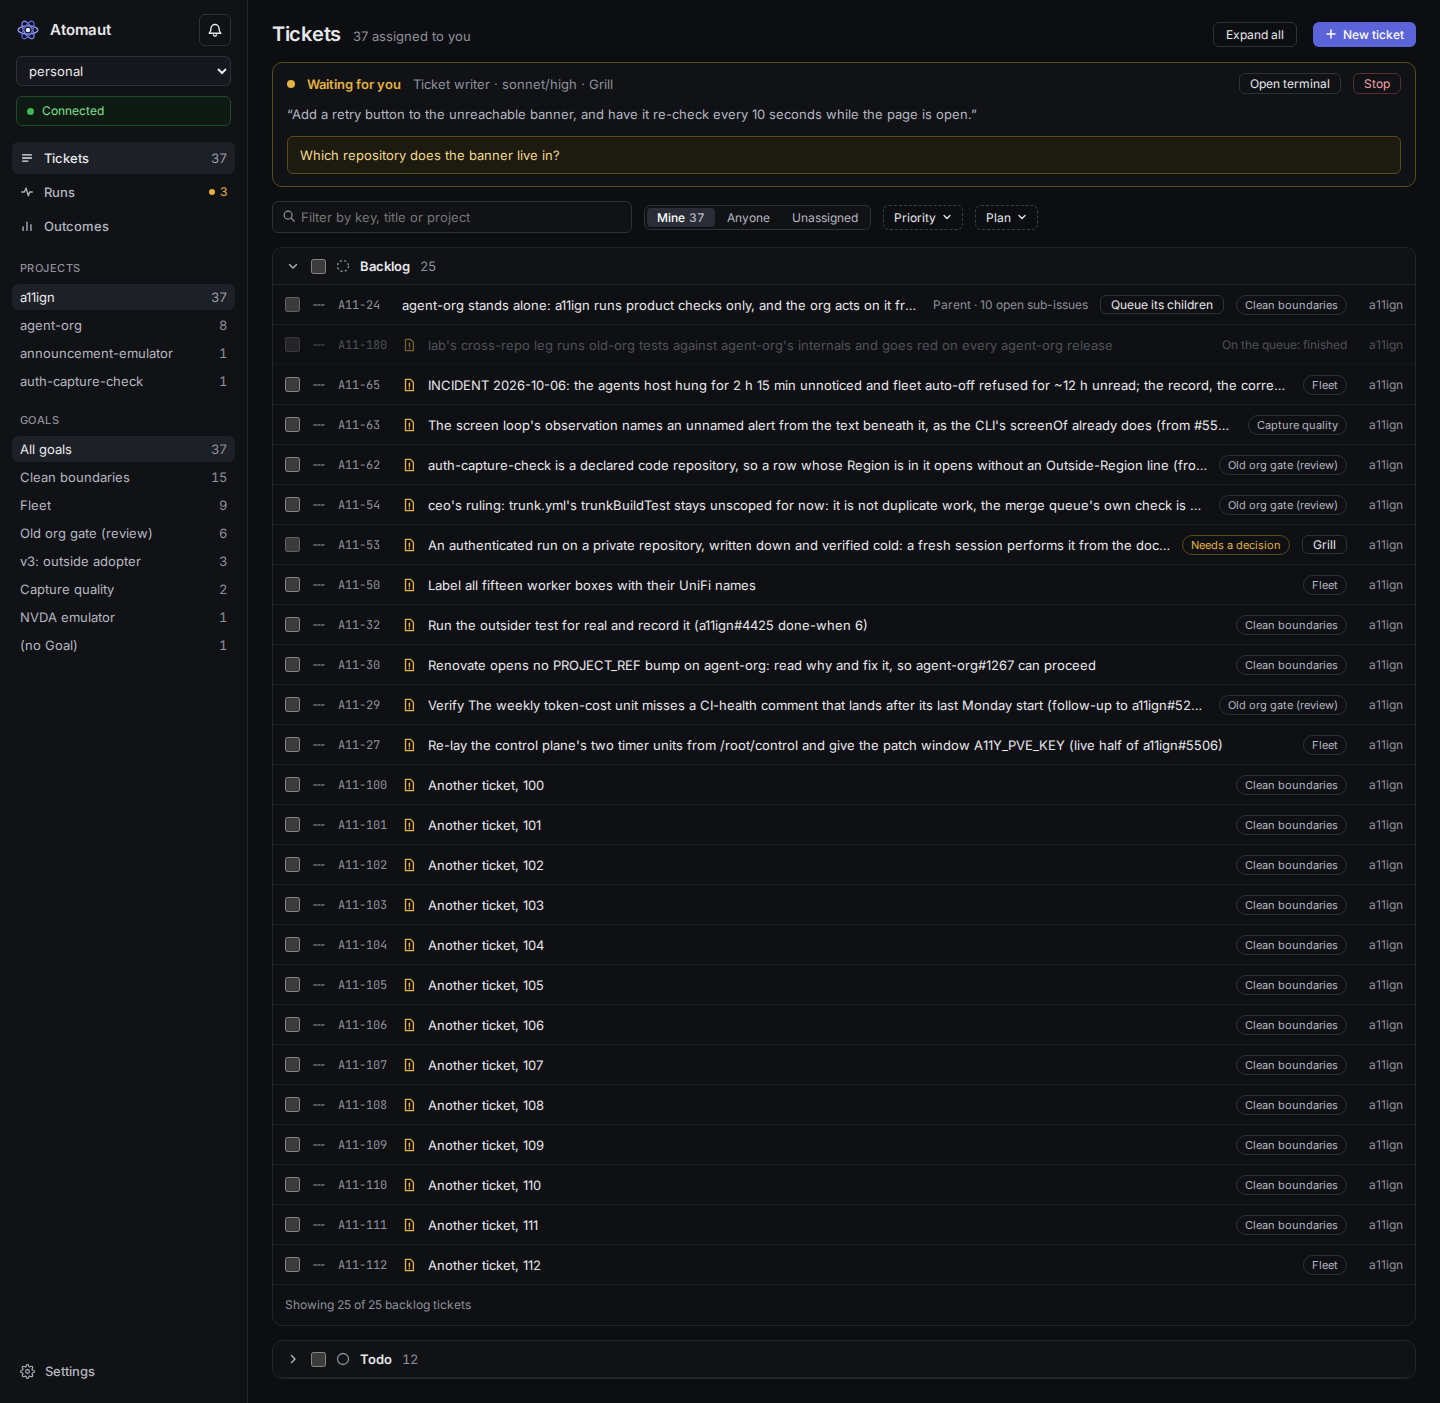 Atomaut
personal
Connected
Tickets 37
Runs 3
Outcomes
PROJECTS
a11ign 37
agent-org 8
announcement-emulator 1
auth-capture-check 1
GOALS
All goals 37
Clean boundaries 15
Fleet 9
Old org gate (review) 6
v3: outside adopter 3
Capture quality 2
NVDA emulator 1
(no Goal) 1
Settings
Tickets 37 assigned to you Expand all + New ticket
Waiting for you Ticket writer · sonnet/high · Grill Open terminal Stop
“Add a retry button to the unreachable banner, and have it re-check every 10 seconds while the page is open.”
Which repository does the banner live in?
Filter by key, title or project Mine 37 Anyone Unassigned Priority Plan
Backlog 25
A11-24 agent-org stands alone: a11ign runs product checks only, and the org acts on it fr... Parent · 10 open sub-issues Queue its children Clean boundaries a11ign
A11-180 lab's cross-repo leg runs old-org tests against agent-org's internals and goes red on every agent-org release On the queue: finished a11ign
A11-65 INCIDENT 2026-10-06: the agents host hung for 2 h 15 min unnoticed and fleet auto-off refused for ~12 h unread; the record, the corre... Fleet a11ign
A11-63 The screen loop's observation names an unnamed alert from the text beneath it, as the CLI's screenOf already does (from #55... Capture quality a11ign
A11-62 auth-capture-check is a declared code repository, so a row whose Region is in it opens without an Outside-Region line (fro... Old org gate (review) a11ign
A11-54 ceo's ruling: trunk.yml's trunkBuildTest stays unscoped for now: it is not duplicate work, the merge queue's own check is ... Old org gate (review) a11ign
A11-53 An authenticated run on a private repository, written down and verified cold: a fresh session performs it from the doc... Needs a decision Grill a11ign
A11-50 Label all fifteen worker boxes with their UniFi names Fleet a11ign
A11-32 Run the outsider test for real and record it (a11ign#4425 done-when 6) Clean boundaries a11ign
A11-30 Renovate opens no PROJECT_REF bump on agent-org: read why and fix it, so agent-org#1267 can proceed Clean boundaries a11ign
A11-29 Verify The weekly token-cost unit misses a CI-health comment that lands after its last Monday start (follow-up to a11ign#52... Old org gate (review) a11ign
A11-27 Re-lay the control plane's two timer units from /root/control and give the patch window A11Y_PVE_KEY (live half of a11ign#5506) Fleet a11ign
A11-100 Another ticket, 100 Clean boundaries a11ign
A11-101 Another ticket, 101 Clean boundaries a11ign
A11-102 Another ticket, 102 Clean boundaries a11ign
A11-103 Another ticket, 103 Clean boundaries a11ign
A11-104 Another ticket, 104 Clean boundaries a11ign
A11-105 Another ticket, 105 Clean boundaries a11ign
A11-106 Another ticket, 106 Clean boundaries a11ign
A11-107 Another ticket, 107 Clean boundaries a11ign
A11-108 Another ticket, 108 Clean boundaries a11ign
A11-109 Another ticket, 109 Clean boundaries a11ign
A11-110 Another ticket, 110 Clean boundaries a11ign
A11-111 Another ticket, 111 Clean boundaries a11ign
A11-112 Another ticket, 112 Fleet a11ign
Showing 25 of 25 backlog tickets
Todo 12